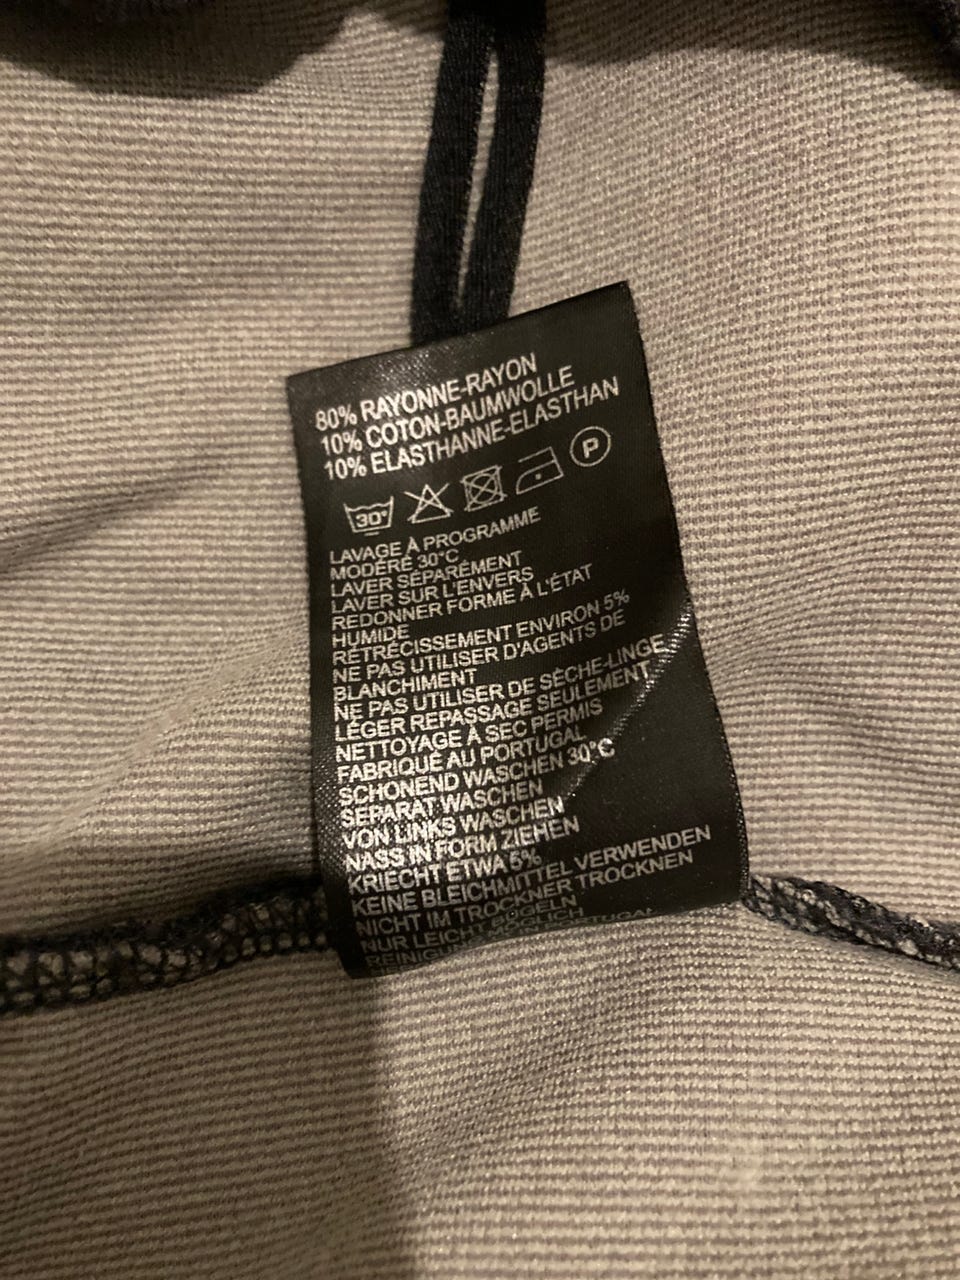 80% RAYONNE-RAYON
10% COTON-BAUMWOLLE
10% ELASTHANNE-ELASTHAN
30° P
LAVAGE À PROGRAMME
MODÉRÉ 30°C
LAVER SÉPARÉMENT
LAVER SUR L'ENVERS
REDONNER FORME À L'ÉTAT
HUMIDE
RÉTRÉCISSEMENT ENVIRON 5%
NE PAS UTILISER D'AGENTS DE
BLANCHIMENT
NE PAS UTILISER DE SÈCHE-LINGE
LÉGER REPASSAGE SEULEMENT
NETTOYAGE À SEC PERMIS
FABRIQUÉ AU PORTUGAL
SCHONEND WASCHEN 30°C
SEPARAT WASCHEN
VON LINKS WASCHEN
NASS IN FORM ZIEHEN
KRIECHT ETWA 5%
KEINE BLEICHMITTEL VERWENDEN
NICHT IM TROCKNER TROCKNEN
NUR LEICHT BÜGELN